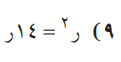 ٩) ر٢ = ١٤ر